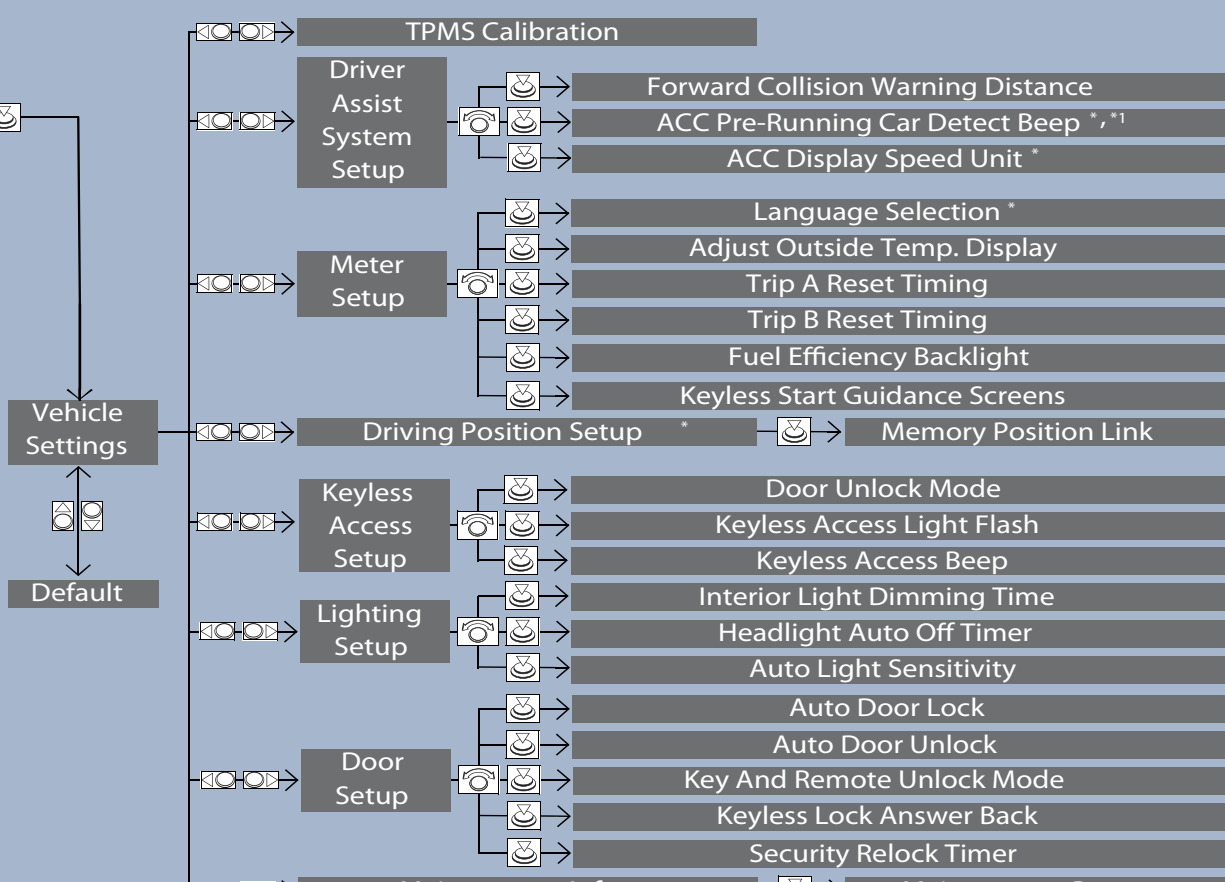 TPMS Calibration
Driver
Assist
System
Setup
Forward Collision Warning Distance
ACC Pre-Running Car Detect Beep *, *1
ACC Display Speed Unit *
Meter
Setup
Language Selection *
Adjust Outside Temp. Display
Trip A Reset Timing
Trip B Reset Timing
Fuel Efficiency Backlight
Keyless Start Guidance Screens
Vehicle
Settings
Driving Position Setup *
Memory Position Link
Keyless
Access
Setup
Door Unlock Mode
Keyless Access Light Flash
Keyless Access Beep
Default
Lighting
Setup
Interior Light Dimming Time
Headlight Auto Off Timer
Auto Light Sensitivity
Door
Setup
Auto Door Lock
Auto Door Unlock
Key And Remote Unlock Mode
Keyless Lock Answer Back
Security Relock Timer